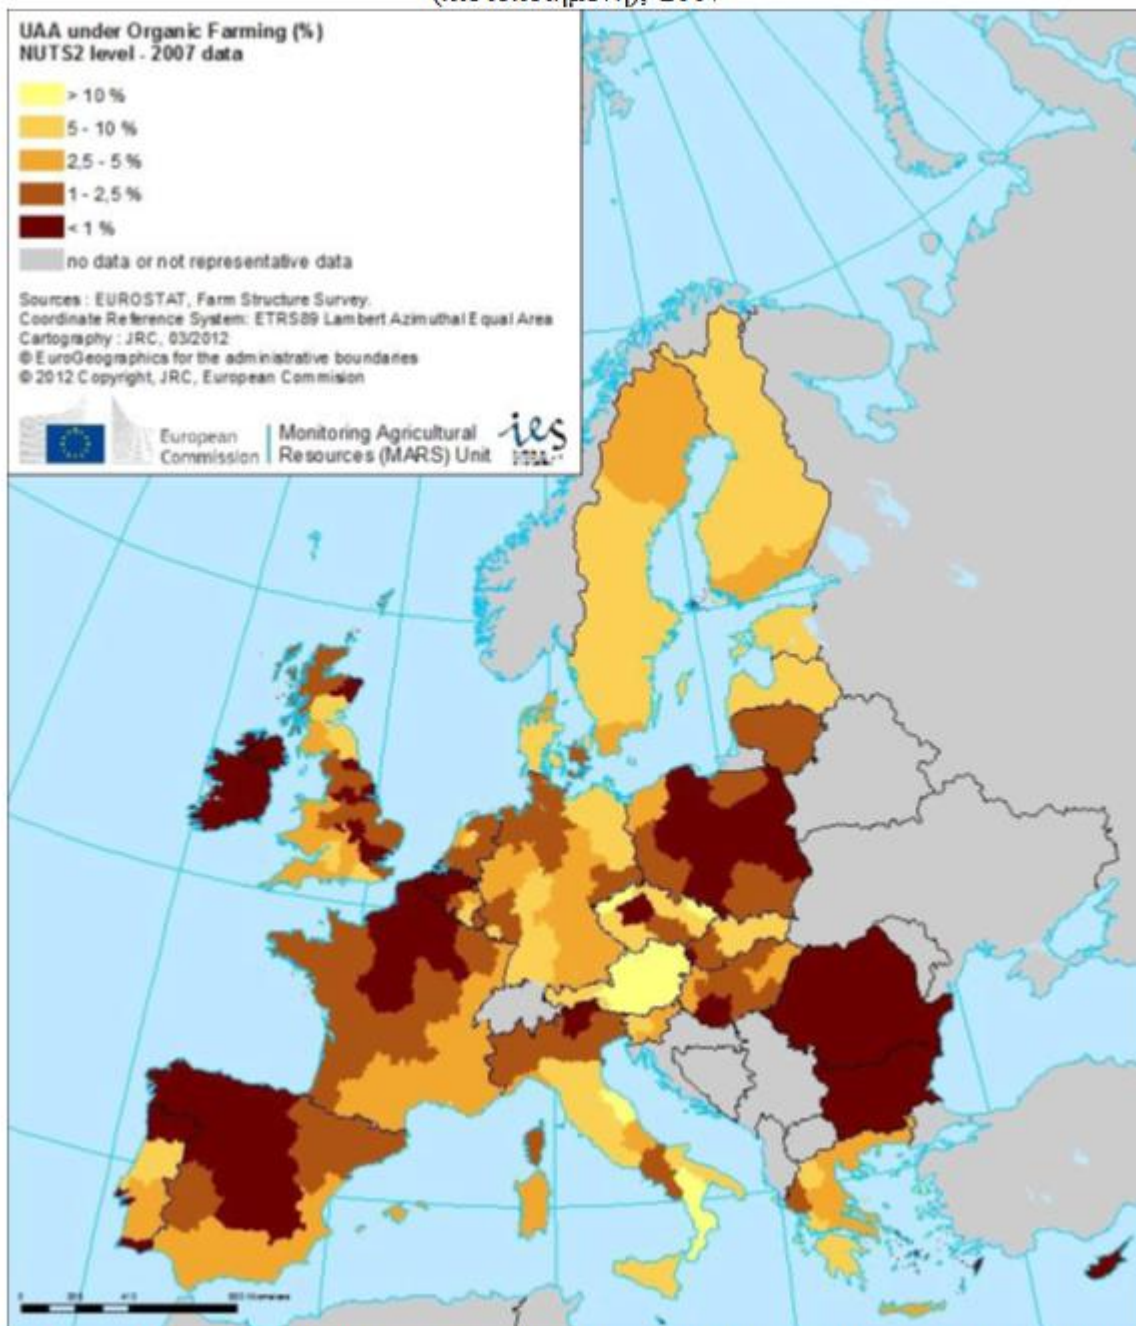 UAA under Organic Farming (%)
NUTS2 level - 2007 data
> 10 %
5 - 10 %
2,5 - 5 %
1 - 2,5 %
< 1 %
no data or not representative data
Sources : EUROSTAT, Farm Structure Survey.
Coordinate Reference System: ETRS89 Lambert Azimuthal Equal Area
Cartography : JRC, 03/2012
© EuroGeographics for the administrative boundaries
© 2012 Copyright, JRC, European Commision
European
Commission
Monitoring Agricultural
Resources (MARS) Unit
ies